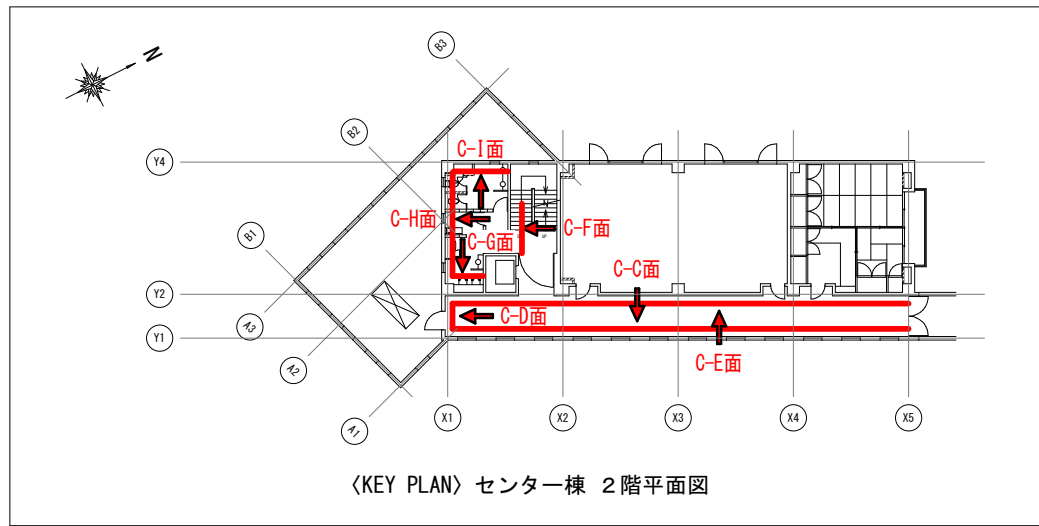 N
B3
B2
Y4
C-I面
C-H面
C-F面
C-G面
B1
C-C面
Y2
A3
C-D面
Y1
C-E面
A2
A1
X1
X2
X3
X4
X5
〈KEY PLAN〉センター棟 2階平面図